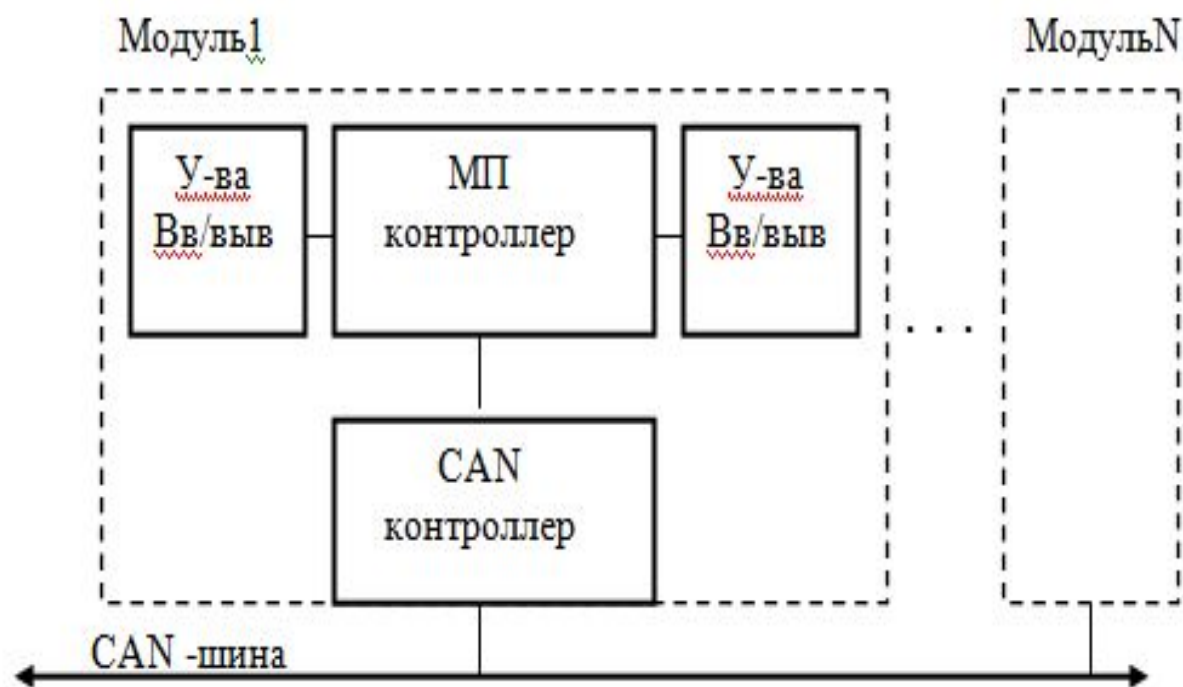 Модуль1
МодульN
У-ва
Вв/выв
МП
контроллер
У-ва
Вв/выв
. . .
CAN
контроллер
CAN -шина